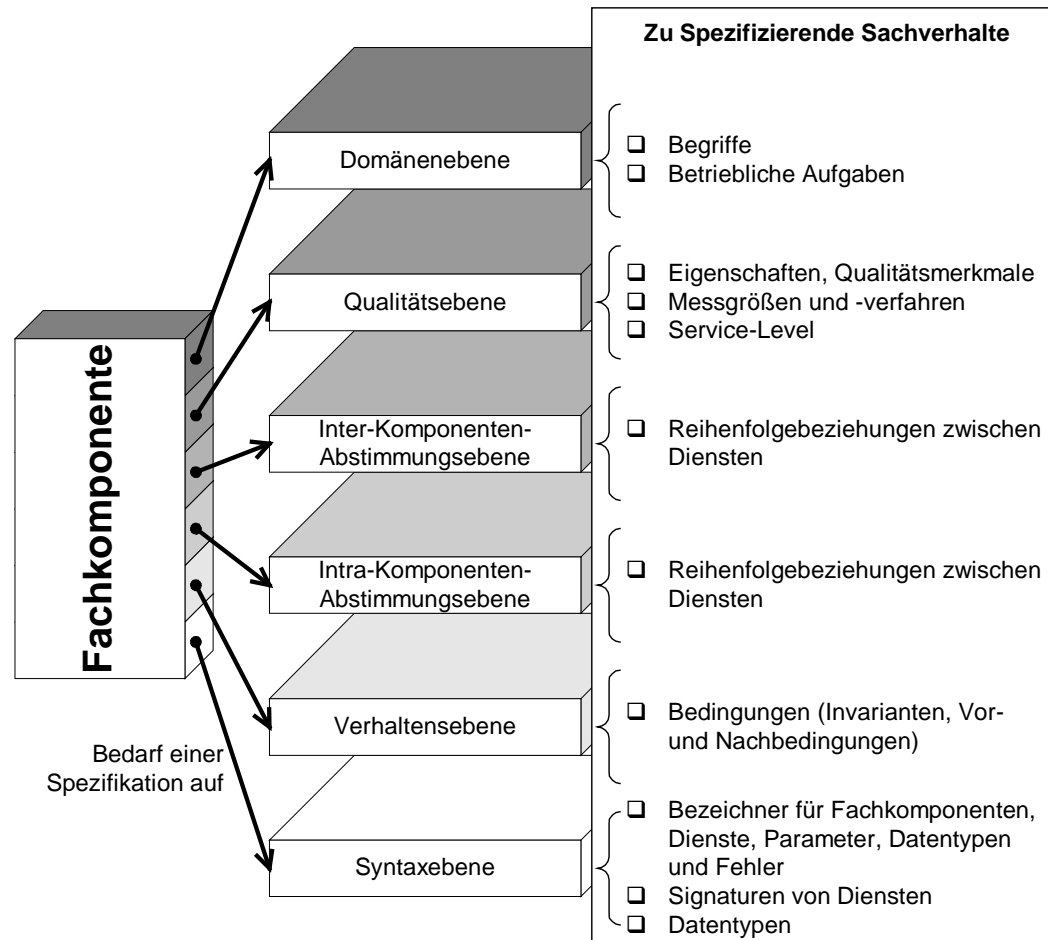 Zu Spezifizierende Sachverhalte
Domänenebene
❑ Begriffe
❑ Betriebliche Aufgaben
Qualitätsebene
❑ Eigenschaften, Qualitätsmerkmale
❑ Messgrößen und -verfahren
❑ Service-Level
Fachkomponente
Inter-Komponenten-
Abstimmungsebene
❑ Reihenfolgebeziehungen zwischen
Diensten
Intra-Komponenten-
Abstimmungsebene
❑ Reihenfolgebeziehungen zwischen
Diensten
Verhaltensebene
❑ Bedingungen (Invarianten, Vor-
und Nachbedingungen)
Bedarf einer
Spezifikation auf
Syntaxebene
❑ Bezeichner für Fachkomponenten,
Dienste, Parameter, Datentypen
und Fehler
❑ Signaturen von Diensten
❑ Datentypen